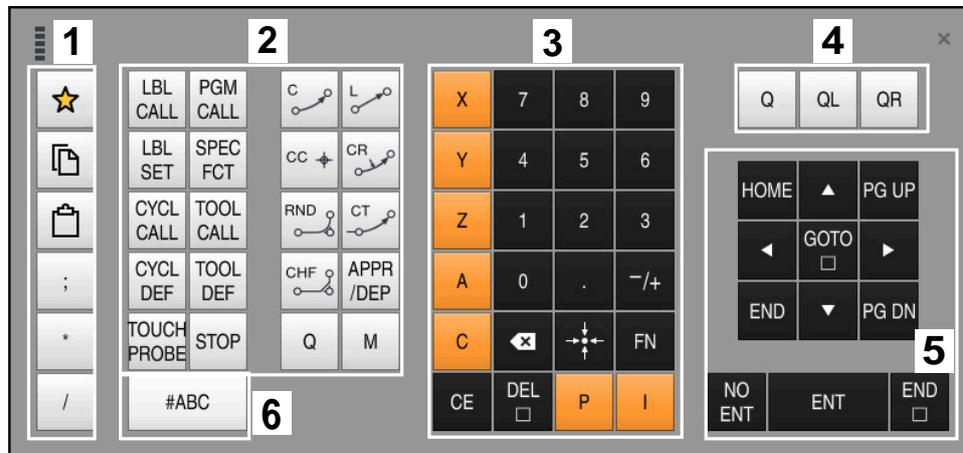 1
2
3
4
×
LBL CALL
PGM CALL
C
L
X
7
8
9
Q
QL
QR
LBL SET
SPEC FCT
CC
CR
Y
4
5
6
HOME
PG UP
CYCL CALL
TOOL CALL
RND
CT
Z
1
2
3
GOTO
;
CYCL DEF
TOOL DEF
CHF
APPR /DEP
A
0
.
−/+
END
PG DN
*
TOUCH PROBE
STOP
Q
M
C
FN
5
/
#ABC
6
CE
DEL
P
I
NO ENT
ENT
END